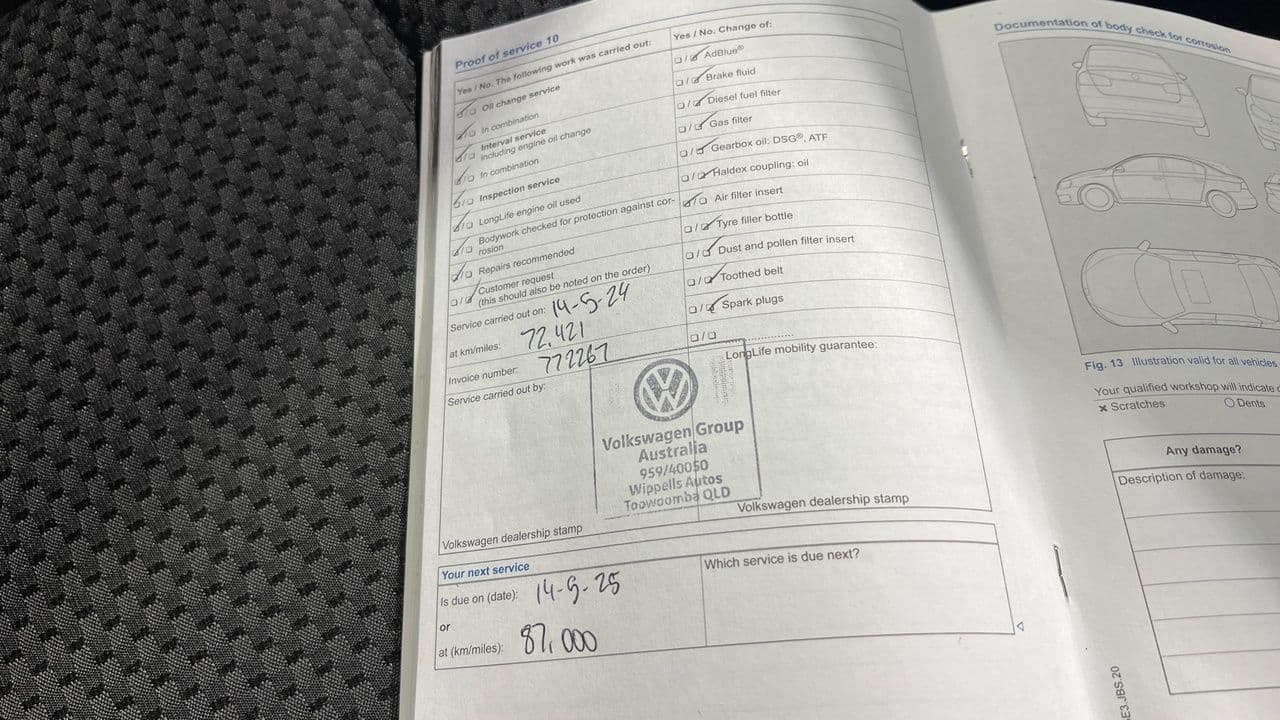 Proof of service 10
Yes / No. The following work was carried out:
Oil change service
In combination
Interval service
including engine oil change
In combination
Inspection service
LongLife engine oil used
Bodywork checked for protection against cor-
rosion
Repairs recommended
Customer request
(this should also be noted on the order)
Service carried out on: 14-5-24
at km/miles: 72,421
Invoice number: 772267
Service carried out by:
Yes / No. Change of:
AdBlue®
Brake fluid
Diesel fuel filter
Gas filter
Gearbox oil: DSG®, ATF
Haldex coupling: oil
Air filter insert
Tyre filler bottle
Dust and pollen filter insert
Toothed belt
Spark plugs
LongLife mobility guarantee:
Volkswagen Group
Australia
959/40050
Wippells Autos
Toowoomba QLD
Volkswagen dealership stamp
Volkswagen dealership stamp
Your next service
Is due on (date): 14-5-25
or
at (km/miles): 87,000
Which service is due next?
Documentation of body check for corrosion
Fig. 13 Illustration valid for all vehicles
Your qualified workshop will indicate
× Scratches
Dents
Any damage?
Description of damage:
E3.JBS.20